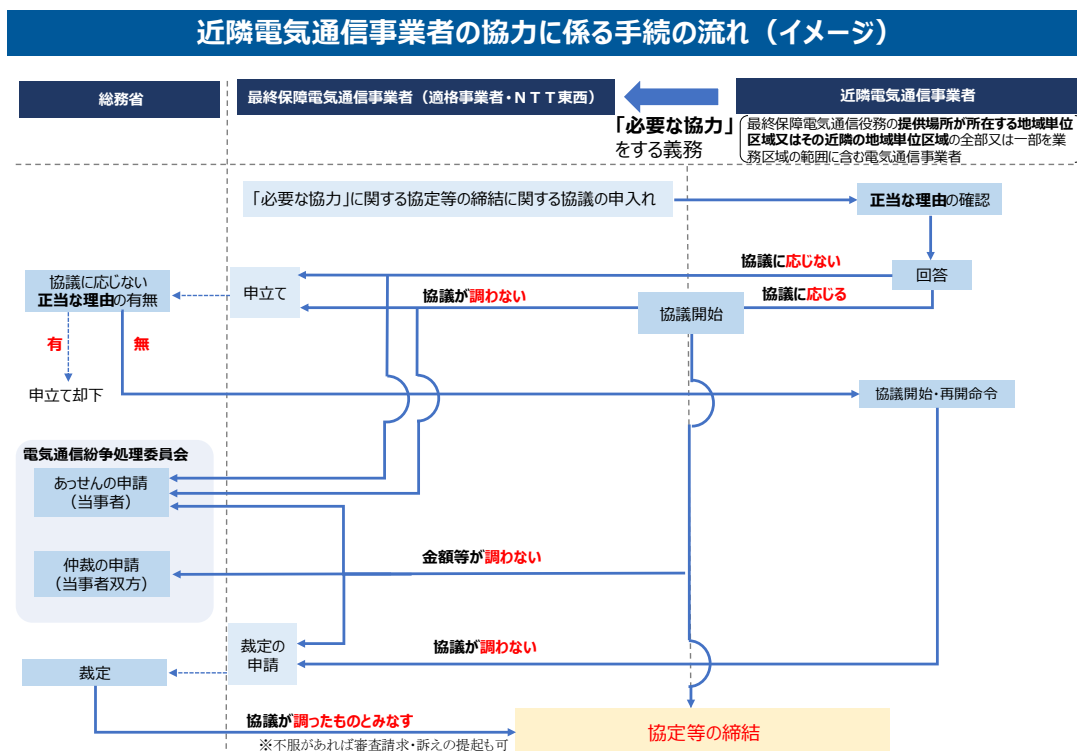 近隣電気通信事業者の協力に係る手続の流れ（イメージ）
総務省
最終保障電気通信事業者（適格事業者・ＮＴＴ東西）
近隣電気通信事業者
「必要な協力」
をする義務
最終保障電気通信役務の提供場所が所在する地域単位
区域又はその近隣の地域単位区域の全部又は一部を業
務区域の範囲に含む電気通信事業者
「必要な協力」に関する協定等の締結に関する協議の申入れ
正当な理由の確認
協議に応じない
回答
協議に応じない
正当な理由の有無
申立て
協議が調わない
協議に応じる
協議開始
有
無
申立て却下
協議開始・再開命令
電気通信紛争処理委員会
あっせんの申請
（当事者）
仲裁の申請
（当事者双方）
金額等が調わない
裁定の
申請
協議が調わない
裁定
協議が調ったものとみなす
※不服があれば審査請求・訴えの提起も可
協定等の締結